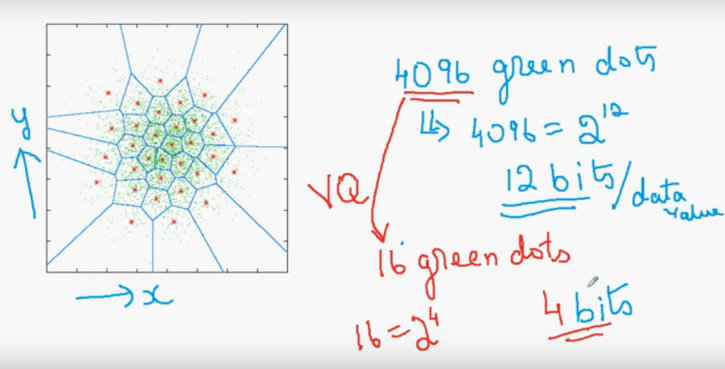 4096 green dots
↳ 4096 = 2^12
12 bits/data value
VQ
16 green dots
16 = 2^4
4 bits
y
x